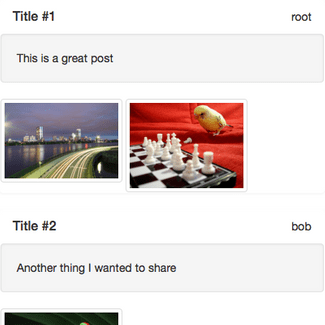 Title #1 root
This is a great post
Title #2 bob
Another thing I wanted to share